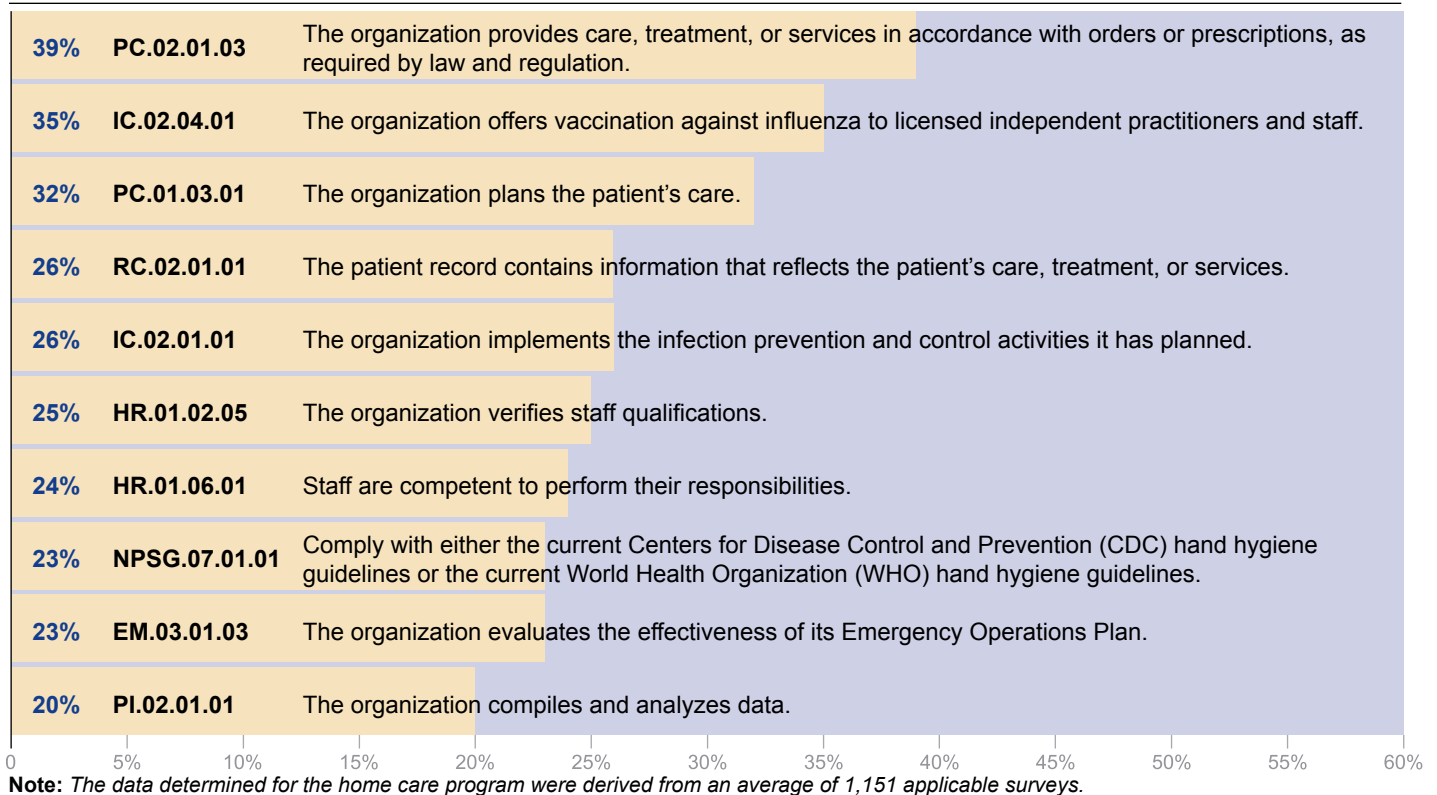 39% PC.02.01.03 The organization provides care, treatment, or services in accordance with orders or prescriptions, as
required by law and regulation.
35% IC.02.04.01 The organization offers vaccination against influenza to licensed independent practitioners and staff.
32% PC.01.03.01 The organization plans the patient’s care.
26% RC.02.01.01 The patient record contains information that reflects the patient’s care, treatment, or services.
26% IC.02.01.01 The organization implements the infection prevention and control activities it has planned.
25% HR.01.02.05 The organization verifies staff qualifications.
24% HR.01.06.01 Staff are competent to perform their responsibilities.
23% NPSG.07.01.01 Comply with either the current Centers for Disease Control and Prevention (CDC) hand hygiene
guidelines or the current World Health Organization (WHO) hand hygiene guidelines.
23% EM.03.01.03 The organization evaluates the effectiveness of its Emergency Operations Plan.
20% PI.02.01.01 The organization compiles and analyzes data.
0 5% 10% 15% 20% 25% 30% 35% 40% 45% 50% 55% 60%
Note: The data determined for the home care program were derived from an average of 1,151 applicable surveys.